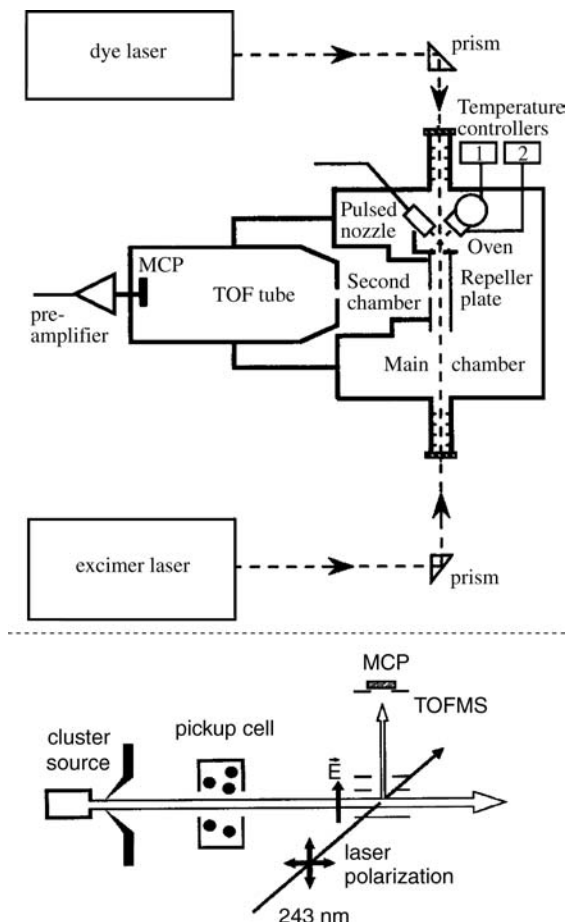 dye laser
prism
Temperature
controllers
1 2
Pulsed
nozzle
Oven
MCP
TOF tube
Second
chamber
Repeller
plate
pre-
amplifier
Main chamber
excimer laser
prism
MCP
TOFMS
pickup cell
cluster
source
E
laser
polarization
243 nm